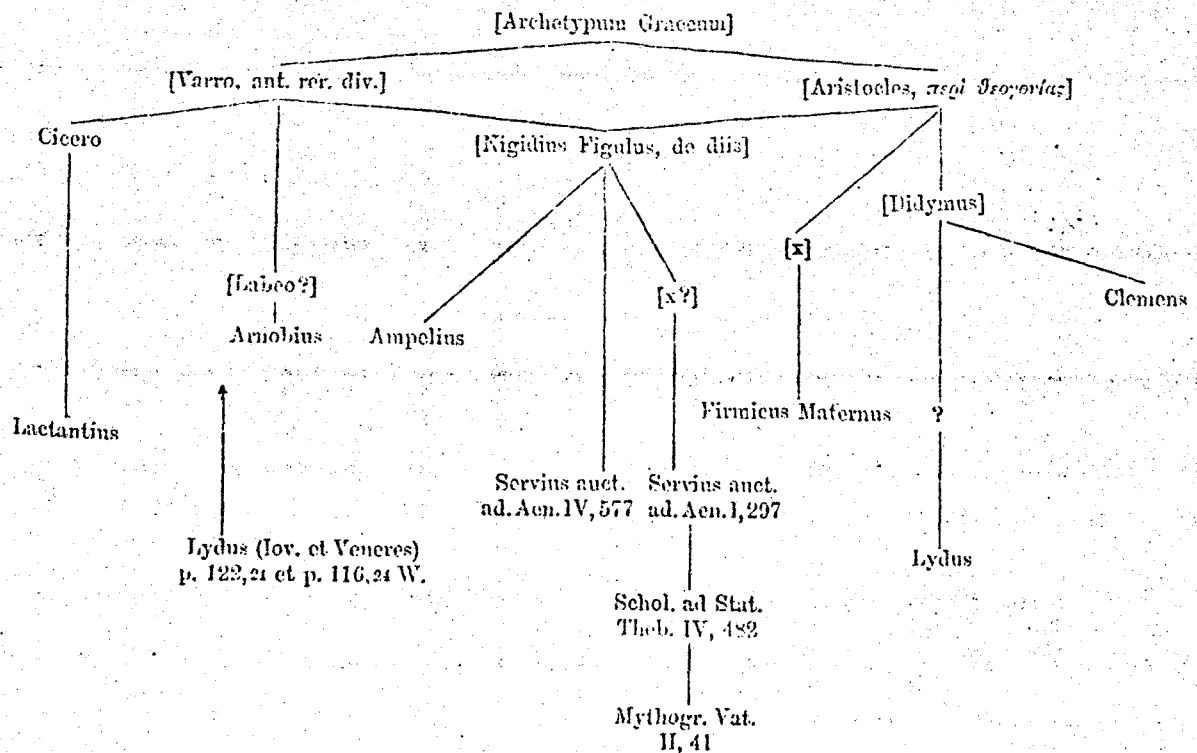 [Archetypum Graecum]
[Varro, ant. rer. div.]
[Aristocles, περὶ θεογονίας]
Cicero
[Nigidius Figulus, de diis]
[Didymus]
[x]
[Labeo?]
[x?]
Clemens
Arnobius
Ampelius
Firmicus Maternus
?
Lactantius
Servius auct.
ad. Aen. IV, 577
Servius auct.
ad. Aen. I, 297
Lydus (Iov. et Veneres)
p. 122,21 et p. 116,24 W.
Lydus
Schol. ad Stat.
Theb. IV, 482
Mythogr. Vat.
II, 41